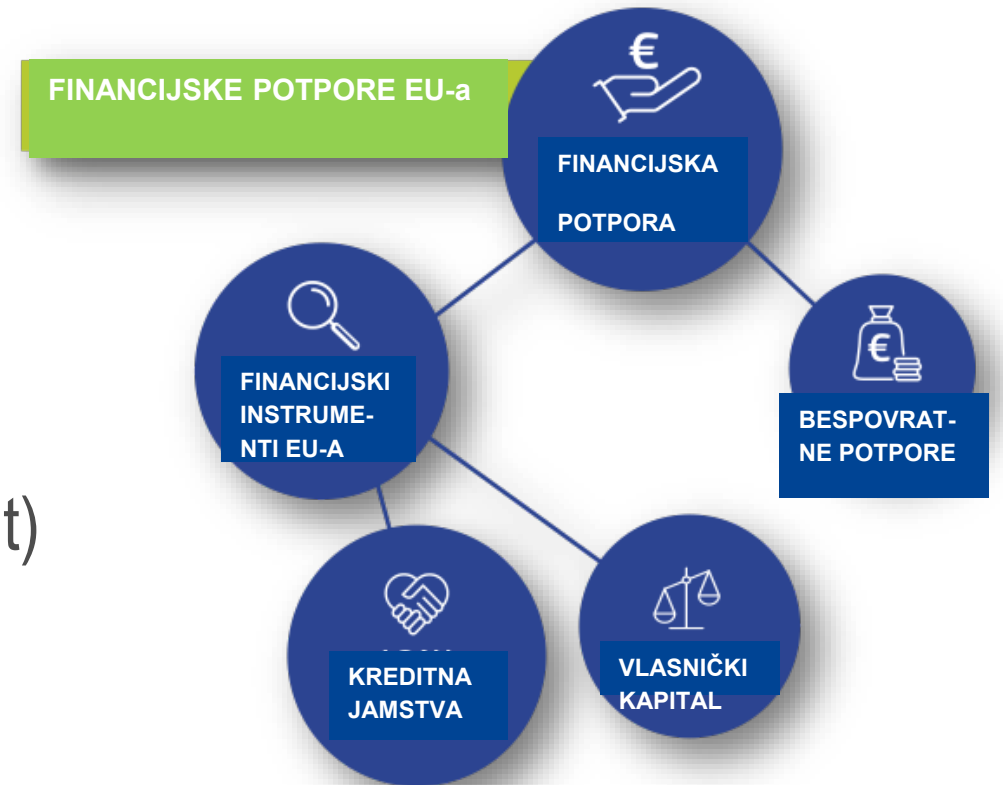 FINANCIJSKE POTPORE EU-a
€
FINANCIJSKA
POTPORA
FINANCIJSKI
INSTRUME-
NTI EU-A
€
BESPOVRAT-
NE POTPORE
t)
KREDITNA
JAMSTVA
VLASNIČKI
KAPITAL